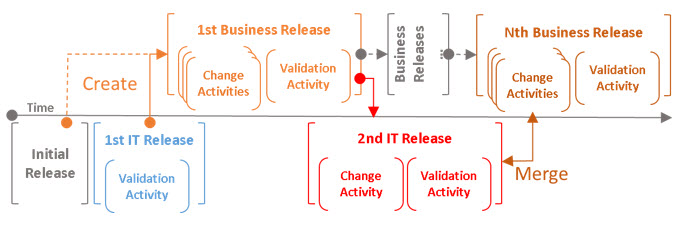 1st Business Release
Change
Activities
Validation
Activity
Business
Releases
Nth Business Release
Change
Activities
Validation
Activity
Create
Time
Initial
Release
1st IT Release
Validation
Activity
2nd IT Release
Change
Activity
Validation
Activity
Merge